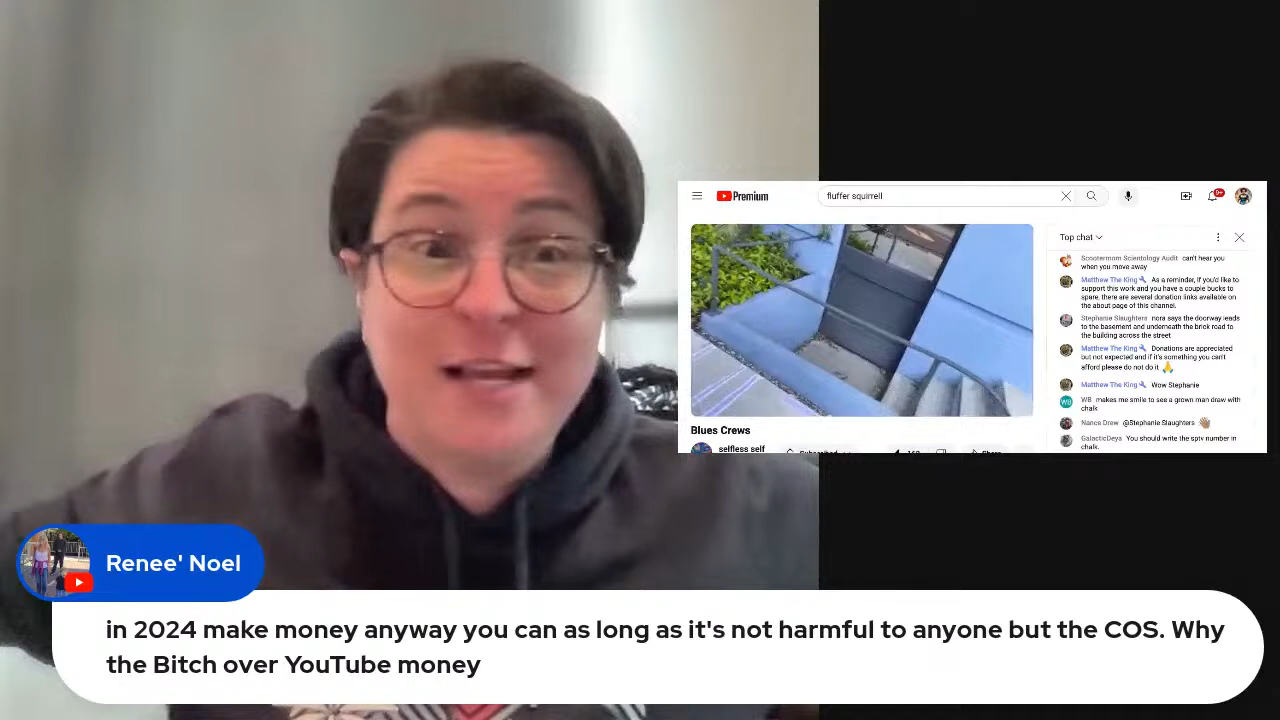 Premium
fluffer squirrell
9+
Top chat
Scootermom Scientology Audit can't hear you
when you move away
Matthew The King As a reminder, if you'd like to
support this work and you have a couple bucks to
spare, there are several donation links available on
the about page of this channel.
Stephanie Slaughters nora says the doorway leads
to the basement and underneath the brick road to
the building across the street
Matthew The King Donations are appreciated
but not expected and if it's something you can't
afford please do not do it 🙏
Matthew The King Wow Stephanie
WB
WB makes me smile to see a grown man draw with
chalk
Nance Drew @Stephanie Slaughters 👋🏽
GalacticDeya You should write the sptv number in
chalk.
Blues Crews
selfless self
Subscribed
168
Share
Renee' Noel
in 2024 make money anyway you can as long as it's not harmful to anyone but the COS. Why
the Bitch over YouTube money